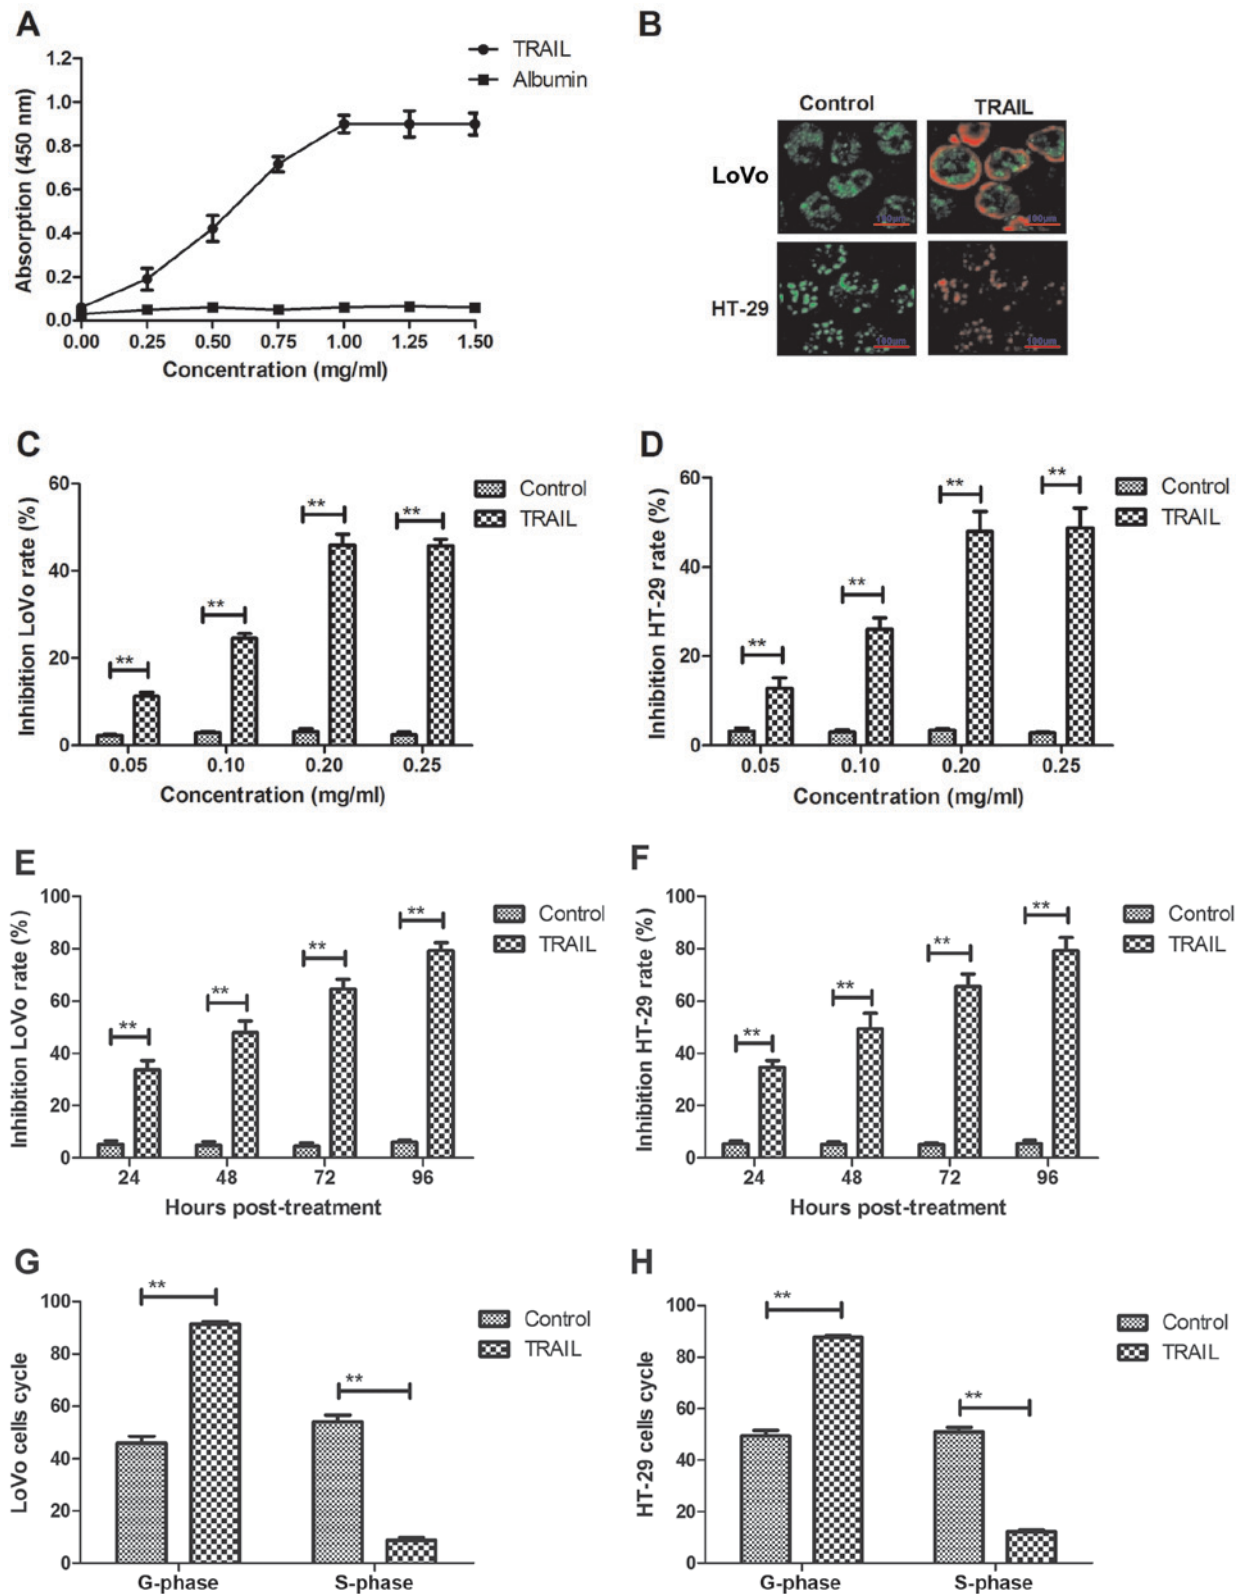 A
Absorption (450 nm)
1.2
1.0
0.8
0.6
0.4
0.2
0.0
0.00 0.25 0.50 0.75 1.00 1.25 1.50
Concentration (mg/ml)
TRAIL
Albumin
B
Control TRAIL
LoVo
HT-29
100μm 100μm
100μm 100μm
C
Inhibition LoVo rate (%)
60
40
20
0
** ** ** **
0.05 0.10 0.20 0.25
Concentration (mg/ml)
Control
TRAIL
D
Inhibition HT-29 rate (%)
60
40
20
0
** ** ** **
0.05 0.10 0.20 0.25
Concentration (mg/ml)
Control
TRAIL
E
Inhibition LoVo rate (%)
100
80
60
40
20
0
** ** ** **
24 48 72 96
Hours post-treatment
Control
TRAIL
F
Inhibition HT-29 rate (%)
100
80
60
40
20
0
** ** ** **
24 48 72 96
Hours post-treatment
Control
TRAIL
G
LoVo cells cycle
100
80
60
40
20
0
** **
G-phase S-phase
Control
TRAIL
H
HT-29 cells cycle
100
80
60
40
20
0
** **
G-phase S-phase
Control
TRAIL